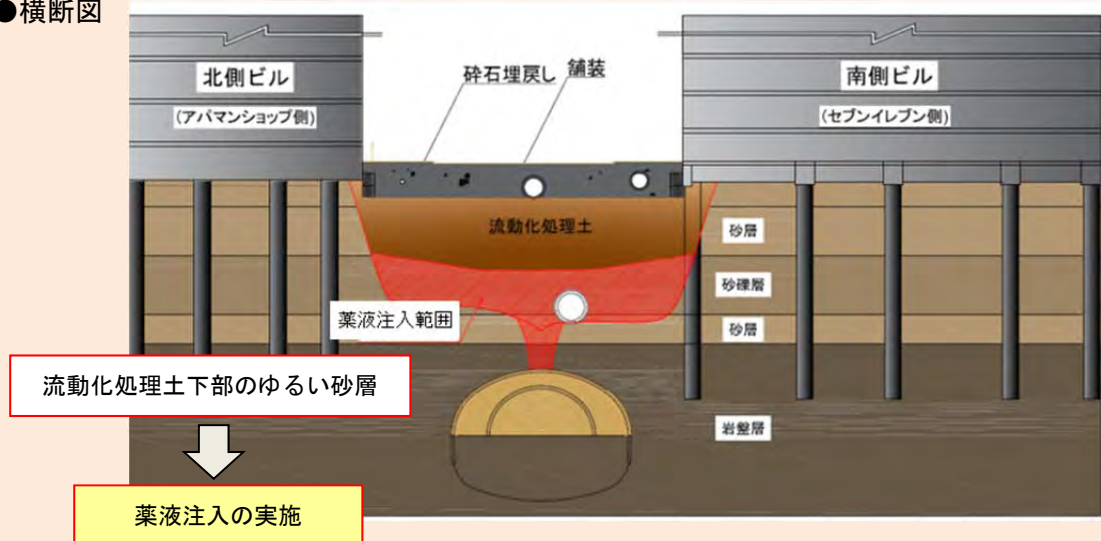 ●横断図
北側ビル
(アパマンショップ側)
砕石埋戻し
舗装
南側ビル
(セブンイレブン側)
流動化処理土
砂層
砂礫層
薬液注入範囲
砂層
流動化処理土下部のゆるい砂層
岩盤層
薬液注入の実施